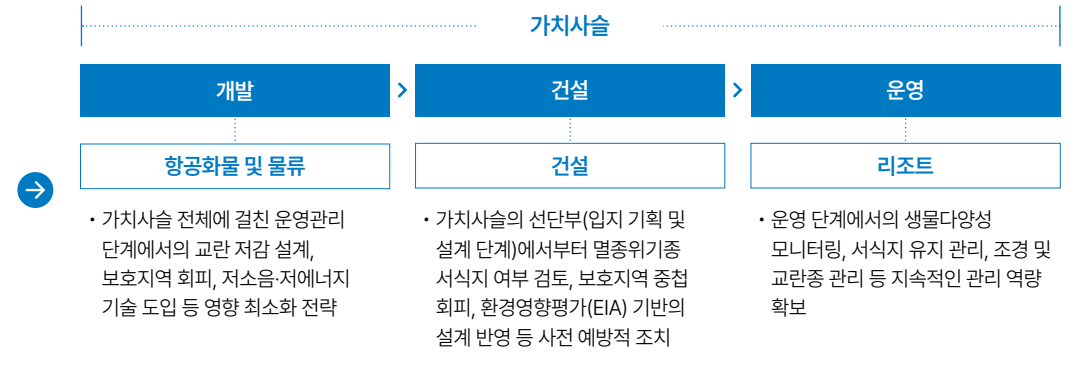 가치사슬
개발
건설
운영
항공화물 및 물류
건설
리조트
• 가치사슬 전체에 걸친 운영관리
단계에서의 교란 저감 설계,
보호지역 회피, 저소음·저에너지
기술 도입 등 영향 최소화 전략
• 가치사슬의 선단부(입지 기획 및
설계 단계)에서부터 멸종위기종
서식지 여부 검토, 보호지역 중첩
회피, 환경영향평가(EIA) 기반의
설계 반영 등 사전 예방적 조치
• 운영 단계에서의 생물다양성
모니터링, 서식지 유지 관리, 조경 및
교란종 관리 등 지속적인 관리 역량
확보